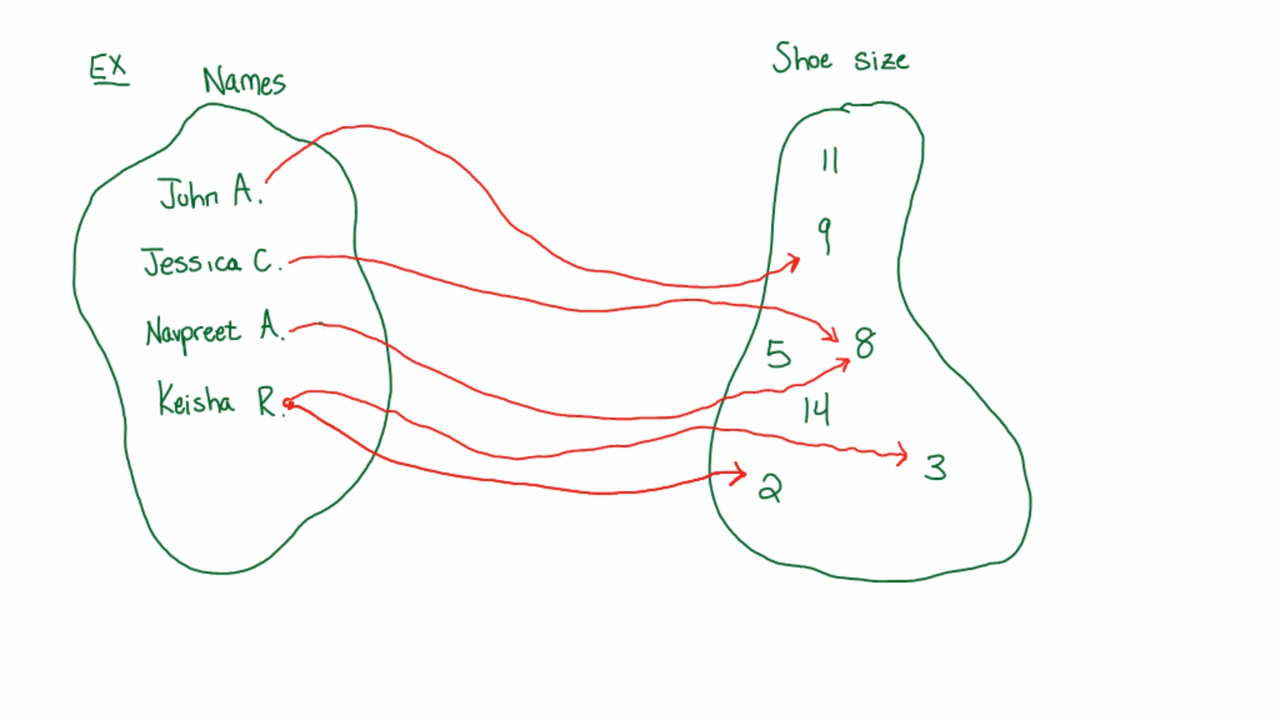 EX
Names
John A.
Jessica C.
Navpreet A.
Keisha R.
Shoe size
11
9
5 8
14
3
2